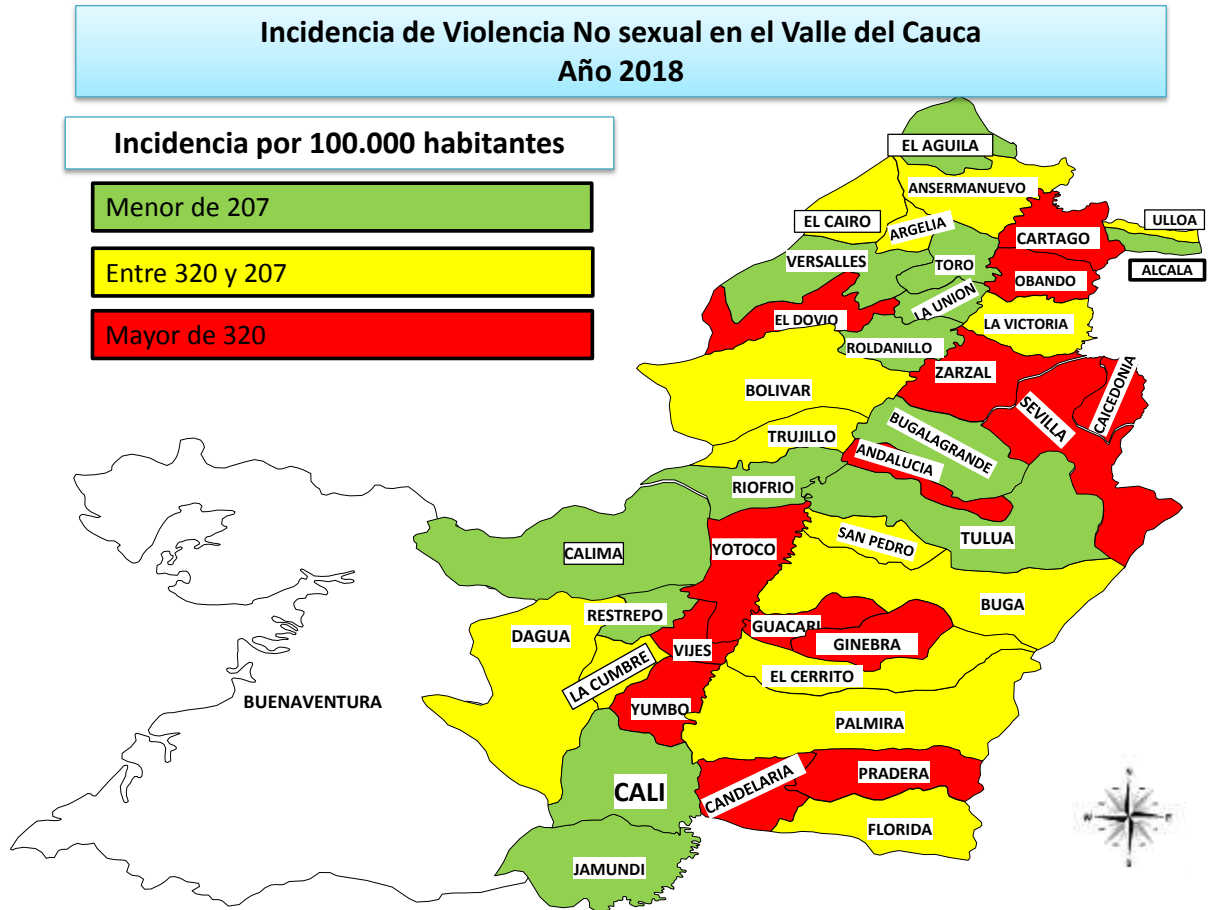 Incidencia de Violencia No sexual en el Valle del Cauca
Año 2018
Incidencia por 100.000 habitantes
Menor de 207
Entre 320 y 207
Mayor de 320
EL AGUILA
ANSERMANUEVO
EL CAIRO
ARGELIA
ULLOA
CARTAGO
VERSALLES
TORO
ALCALA
OBANDO
LA UNION
EL DOVIO
LA VICTORIA
ROLDANILLO
ZARZAL
CAICEDONIA
BOLIVAR
SEVILLA
BUGALAGRANDE
TRUJILLO
ANDALUCIA
RIOFRIO
SAN PEDRO
TULUA
CALIMA
YOTOCO
BUGA
RESTREPO
GUACARI
DAGUA
GINEBRA
VIJES
LA CUMBRE
EL CERRITO
BUENAVENTURA
YUMBO
PALMIRA
CANDELARIA
PRADERA
CALI
FLORIDA
JAMUNDI
N
W
E
S